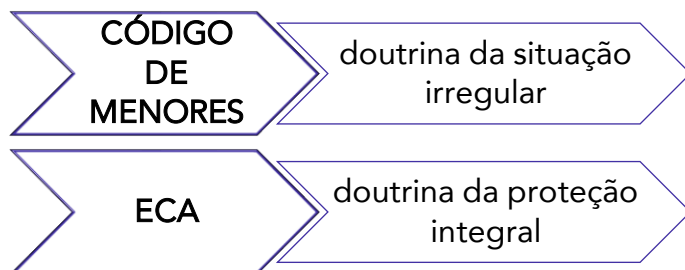 CÓDIGO
DE
MENORES
doutrina da situação
irregular
ECA
doutrina da proteção
integral